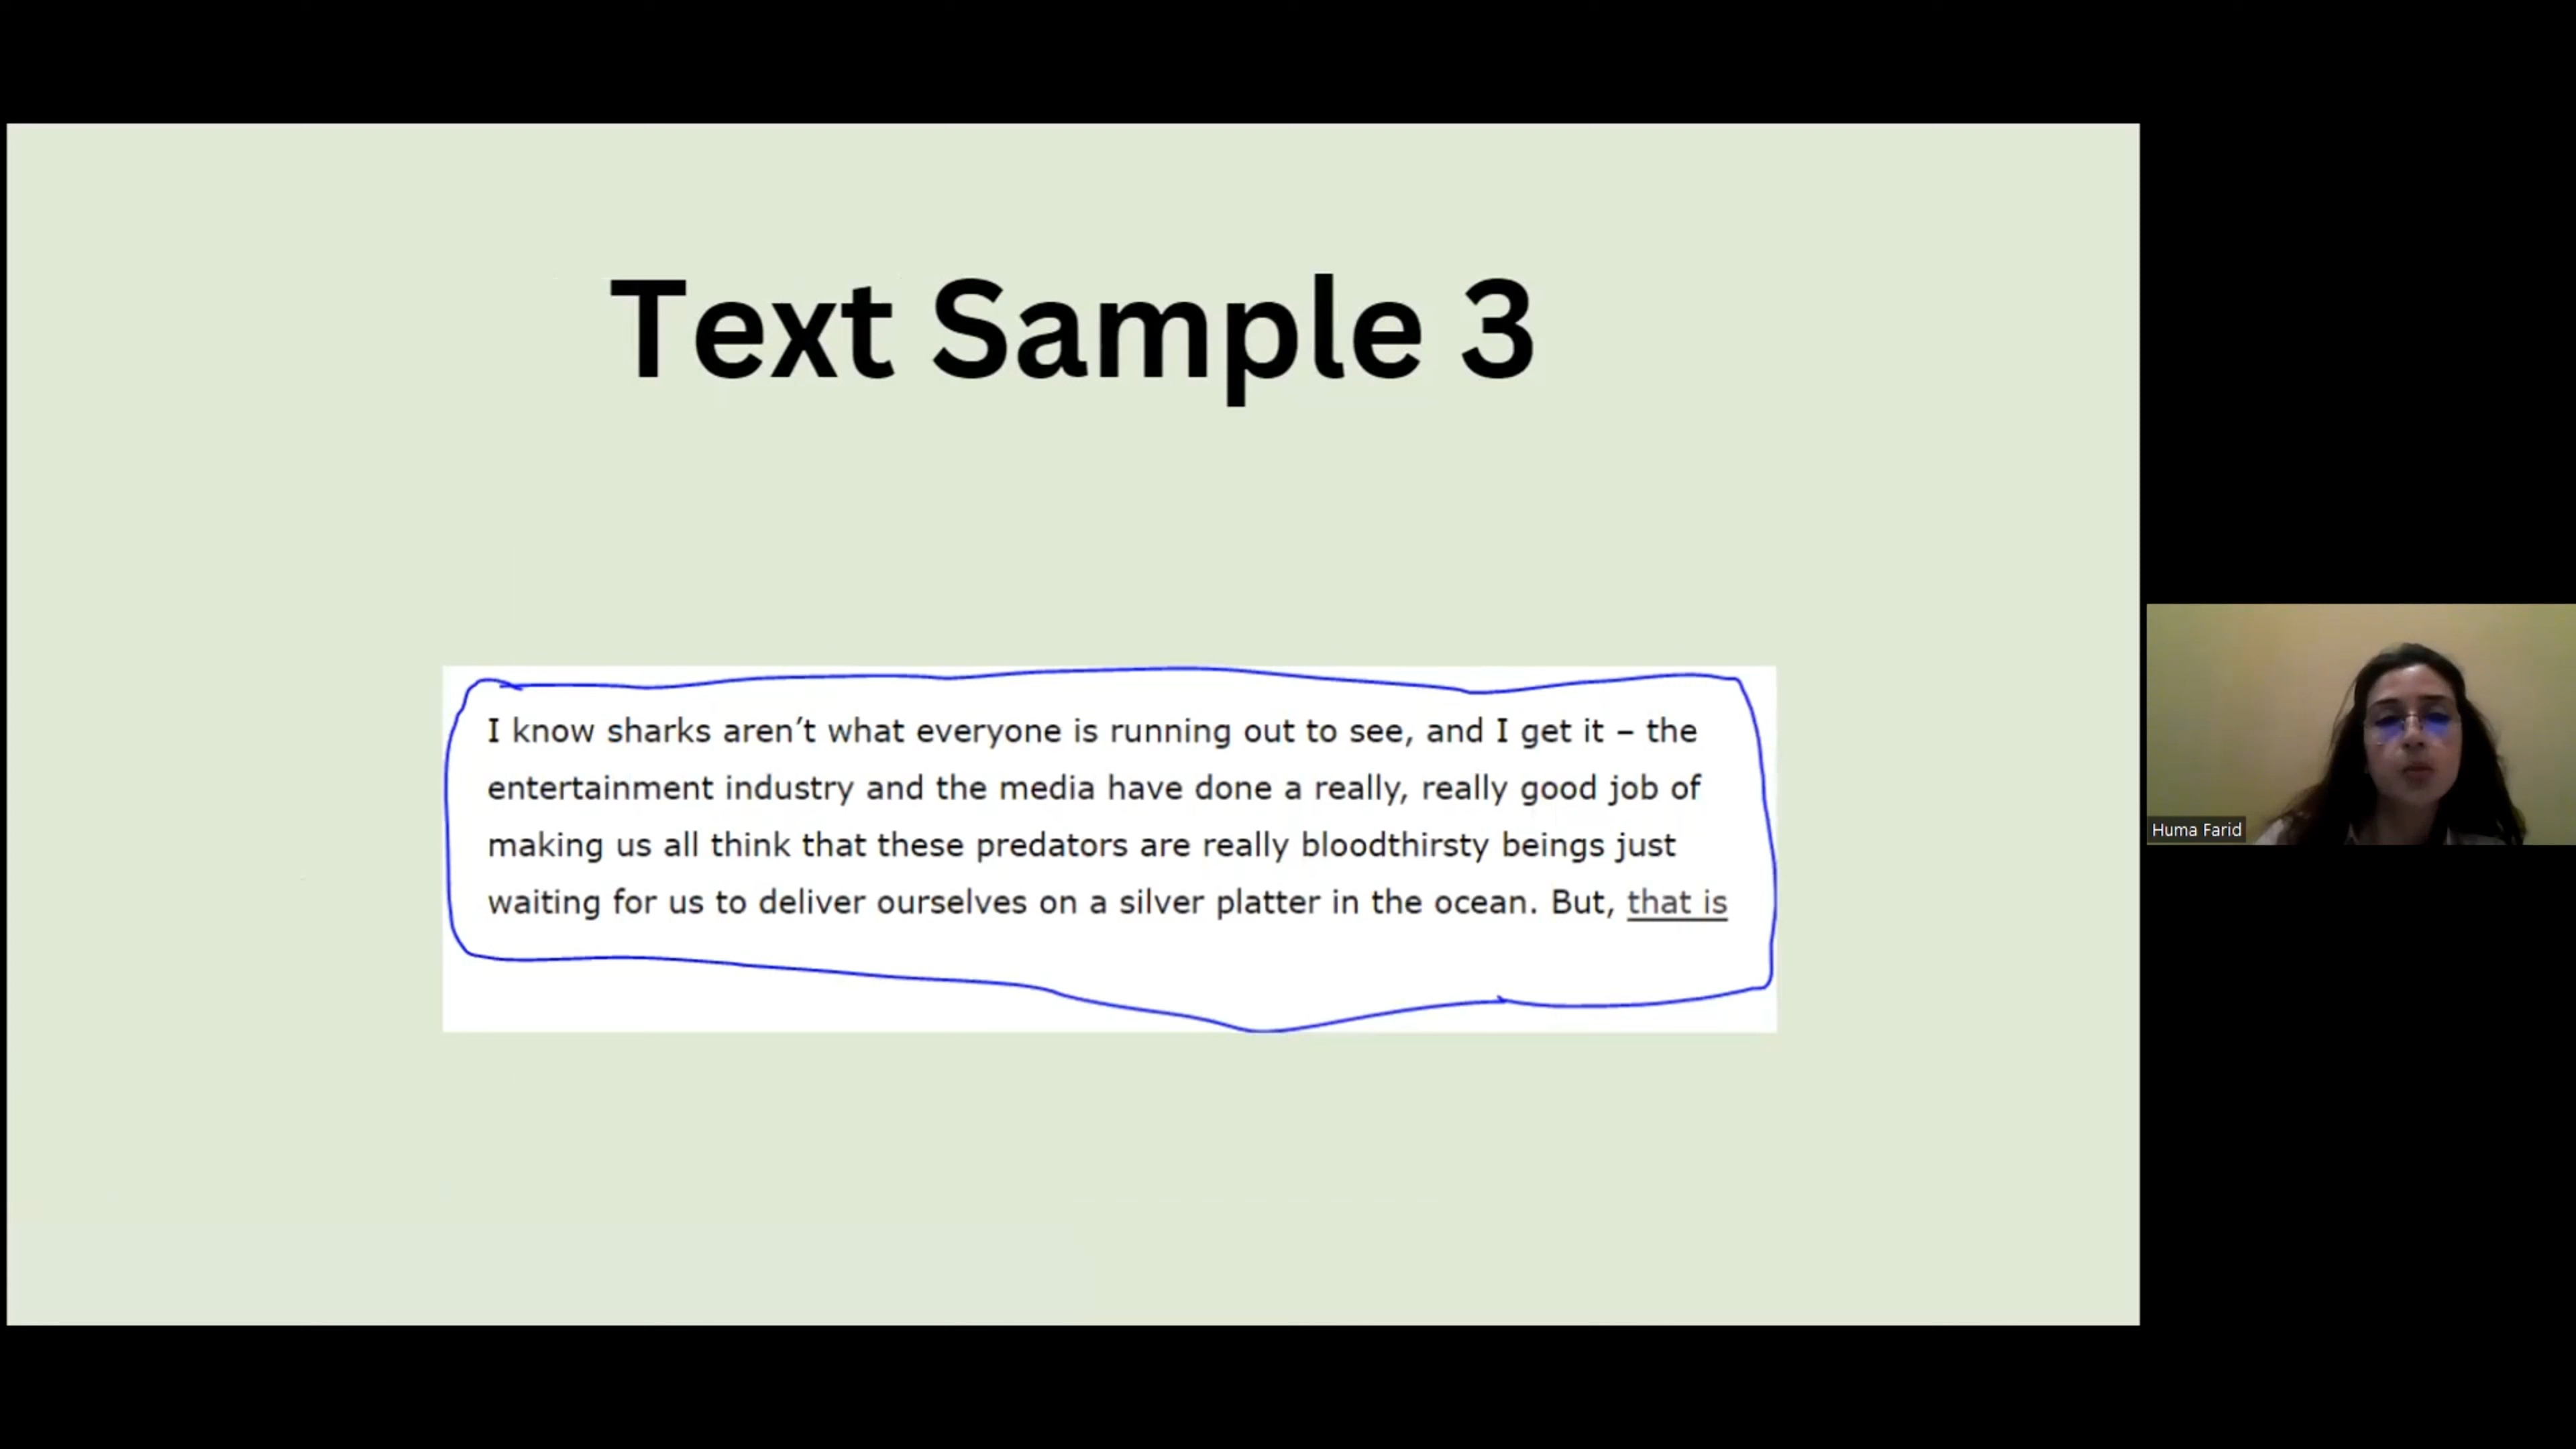 Text Sample 3
I know sharks aren’t what everyone is running out to see, and I get it – the
entertainment industry and the media have done a really, really good job of
making us all think that these predators are really bloodthirsty beings just
waiting for us to deliver ourselves on a silver platter in the ocean. But, that is
Huma Farid